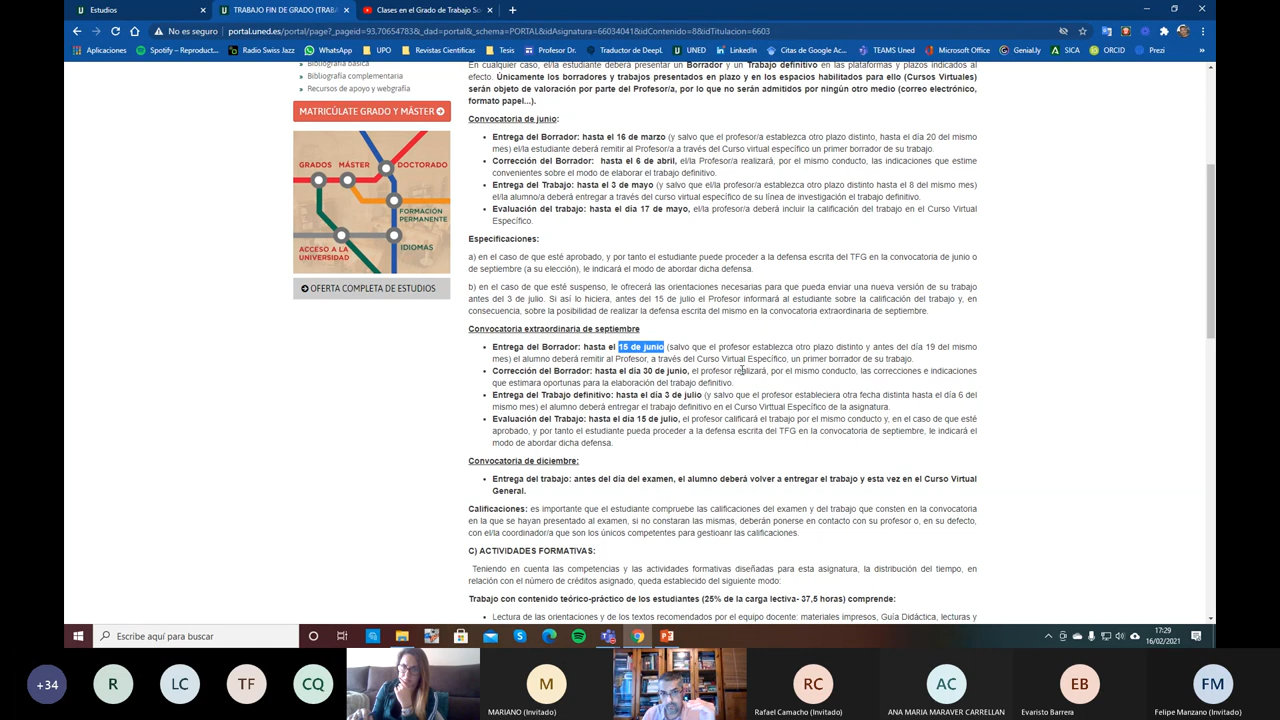 Estudios
TRABAJO FIN DE GRADO (TRABA
Clases en el Grado de Trabajo So
No es seguro
portal.uned.es/portal/page?_pageid=93,70654783&_dad=portal&_schema=PORTAL&idAsignatura=66034041&idContenido=8&idTitulacion=6603
Aplicaciones
Spotify – Reproduct...
Radio Swiss Jazz
WhatsApp
UPO
Revistas Cientificas
Tesis
Profesor Dr.
Traductor de DeepL
UNED
LinkedIn
Citas de Google Ac...
TEAMS Uned
Microsoft Office
Genial.ly
SICA
ORCID
Prezi
Bibliografía básica
Bibliografía complementaria
Recursos de apoyo y webgrafía
MATRICÚLATE GRADO Y MÁSTER
GRADOS
MÁSTER
DOCTORADO
FORMACIÓN
PERMANENTE
ACCESO A LA
UNIVERSIDAD
IDIOMAS
OFERTA COMPLETA DE ESTUDIOS
En cualquier caso, el/la estudiante deberá presentar un Borrador y un Trabajo definitivo en las plataformas y plazos indicados al
efecto. Únicamente los borradores y trabajos presentados en plazo y en los espacios habilitados para ello (Cursos Virtuales)
serán objeto de valoración por parte del Profesor/a, por lo que no serán admitidos por ningún otro medio (correo electrónico,
formato papel...).
Convocatoria de junio:
Entrega del Borrador: hasta el 16 de marzo (y salvo que el profesor/a establezca otro plazo distinto, hasta el día 20 del mismo
mes) el/la estudiante deberá remitir al Profesor/a a través del Curso virtual específico un primer borrador de su trabajo.
Corrección del Borrador: hasta el 6 de abril, el/la Profesor/a realizará, por el mismo conducto, las indicaciones que estime
convenientes sobre el modo de elaborar el trabajo definitivo.
Entrega del Trabajo: hasta el 3 de mayo (y salvo que el/la profesor/a establezca otro plazo distinto hasta el 8 del mismo mes)
el/la alumno/a deberá entregar a través del curso virtual específico de su línea de investigación el trabajo definitivo.
Evaluación del trabajo: hasta el día 17 de mayo, el/la profesor/a deberá incluir la calificación del trabajo en el Curso Virtual
Específico.
Especificaciones:
a) en el caso de que esté aprobado, y por tanto el estudiante puede proceder a la defensa escrita del TFG en la convocatoria de junio o
de septiembre (a su elección), le indicará el modo de abordar dicha defensa.
b) en el caso de que esté suspenso, le ofrecerá las orientaciones necesarias para que pueda enviar una nueva versión de su trabajo
antes del 3 de julio. Si así lo hiciera, antes del 15 de julio el Profesor informará al estudiante sobre la calificación del trabajo y, en
consecuencia, sobre la posibilidad de realizar la defensa escrita del mismo en la convocatoria extraordinaria de septiembre.
Convocatoria extraordinaria de septiembre
Entrega del Borrador: hasta el 15 de junio (salvo que el profesor establezca otro plazo distinto y antes del día 19 del mismo
mes) el alumno deberá remitir al Profesor, a través del Curso Virtual Específico, un primer borrador de su trabajo.
Corrección del Borrador: hasta el día 30 de junio, el profesor realizará, por el mismo conducto, las correcciones e indicaciones
que estimara oportunas para la elaboración del trabajo definitivo.
Entrega del Trabajo definitivo: hasta el día 3 de julio (y salvo que el profesor estableciera otra fecha distinta hasta el día 6 del
mismo mes) el alumno deberá entregar el trabajo definitivo en el Curso Virtual Específico de la asignatura.
Evaluación del Trabajo: hasta el día 15 de julio, el profesor calificará el trabajo por el mismo conducto y, en el caso de que esté
aprobado, y por tanto el estudiante pueda proceder a la defensa escrita del TFG en la convocatoria de septiembre, le indicará el
modo de abordar dicha defensa.
Convocatoria de diciembre:
Entrega del trabajo: antes del día del examen, el alumno deberá volver a entregar el trabajo y esta vez en el Curso Virtual
General.
Calificaciones: es importante que el estudiante compruebe las calificaciones del examen y del trabajo que consten en la convocatoria
en la que se hayan presentado al examen, si no constaran las mismas, deberán ponerse en contacto con su profesor o, en su defecto,
con el/la coordinador/a que son los únicos competentes para gestioanr las calificaciones.
C) ACTIVIDADES FORMATIVAS:
Teniendo en cuenta las competencias y las actividades formativas diseñadas para esta asignatura, la distribución del tiempo, en
relación con el número de créditos asignado, queda establecido del siguiente modo:
Trabajo con contenido teórico-práctico de los estudiantes (25% de la carga lectiva- 37,5 horas) comprende:
Lectura de las orientaciones y de los textos recomendados por el equipo docente: materiales impresos, Guía Didáctica, lecturas y
Escribe aquí para buscar
17:29
16/02/2021
+34
R
LC
TF
CQ
M
MARIANO (Invitado)
RC
Rafael Camacho (Invitado)
AC
ANA MARIA MARAVER CARRELLAN
EB
Evaristo Barrera
FM
Felipe Manzano (Invitado)